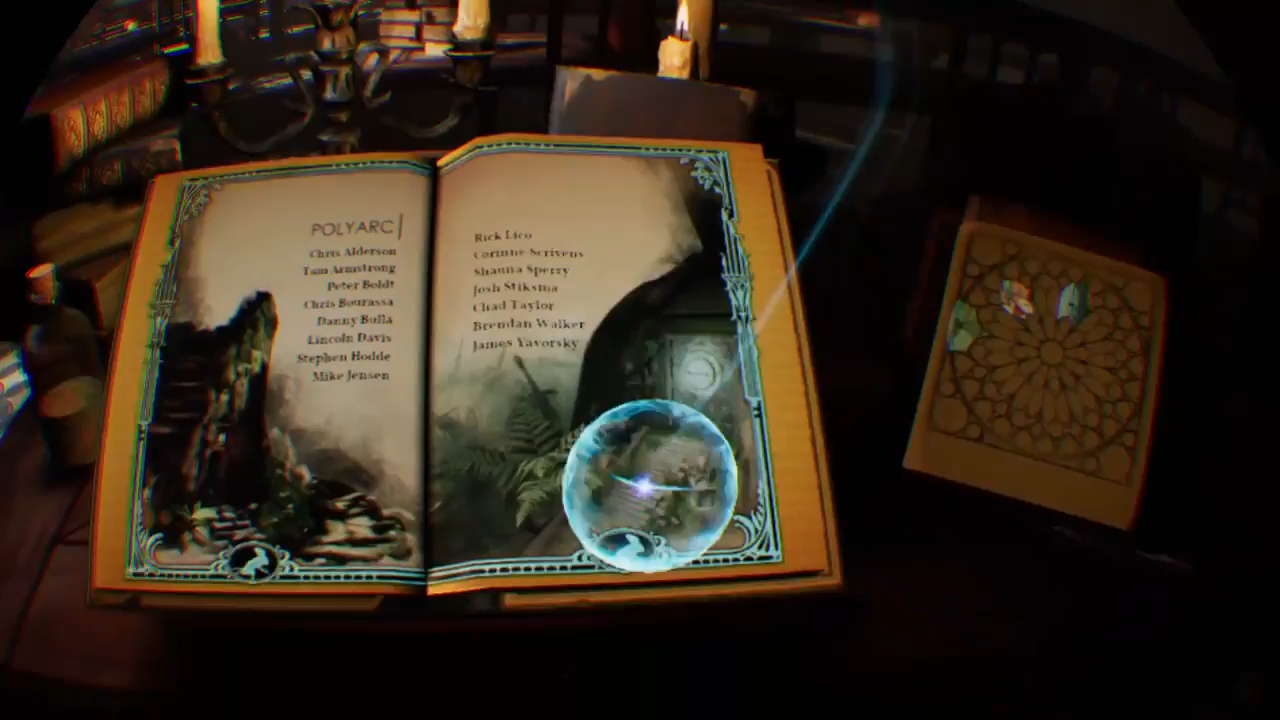 POLYARC
Chris Alderson
Tam Armstrong
Peter Boldt
Chris Bourassa
Danny Bulla
Lincoln Davis
Stephen Hodde
Mike Jensen
Rick Lico
Corinne Scrivens
Shauna Sperry
Josh Stiksma
Chad Taylor
Brendan Walker
James Yavorsky